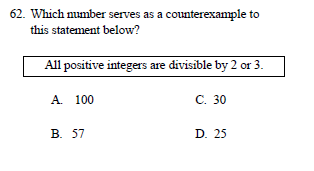 62. Which number serves as a counterexample to
this statement below?
All positive integers are divisible by 2 or 3.
A. 100 C. 30
B. 57 D. 25